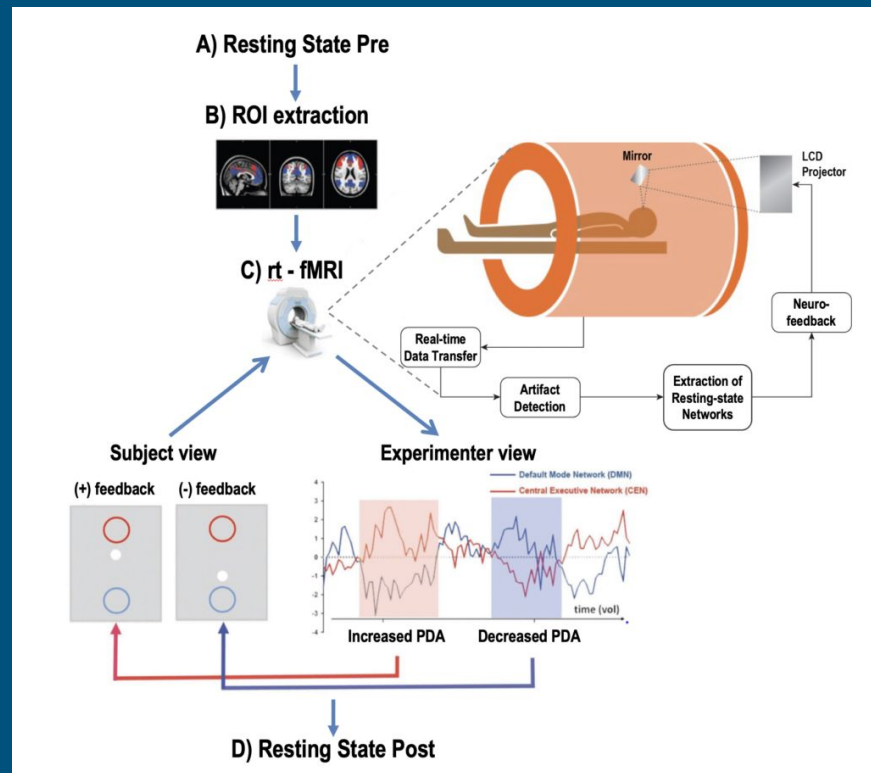 A) Resting State Pre
B) ROI extraction
C) rt - fMRI
Mirror
LCD
Projector
Neuro-
feedback
Real-time
Data Transfer
Artifact
Detection
Extraction of
Resting-state
Networks
Subject view
(+) feedback
(-) feedback
Experimenter view
Default Mode Network (DMN)
Central Executive Network (CEN)
4
3
2
1
0
-1
-2
-3
-4
time (vol)
Increased PDA
Decreased PDA
D) Resting State Post